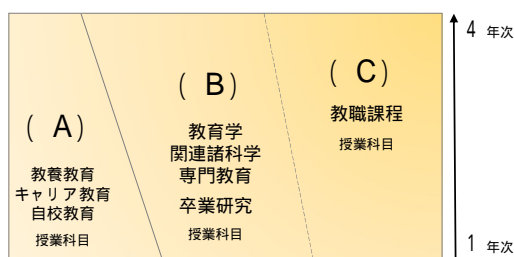 ( A)
教養教育
キャリア教育
自校教育
授業科目
( B)
教育学
関連諸科学
専門教育
卒業研究
授業科目
( C)
教職課程
授業科目
4 年次
1 年次